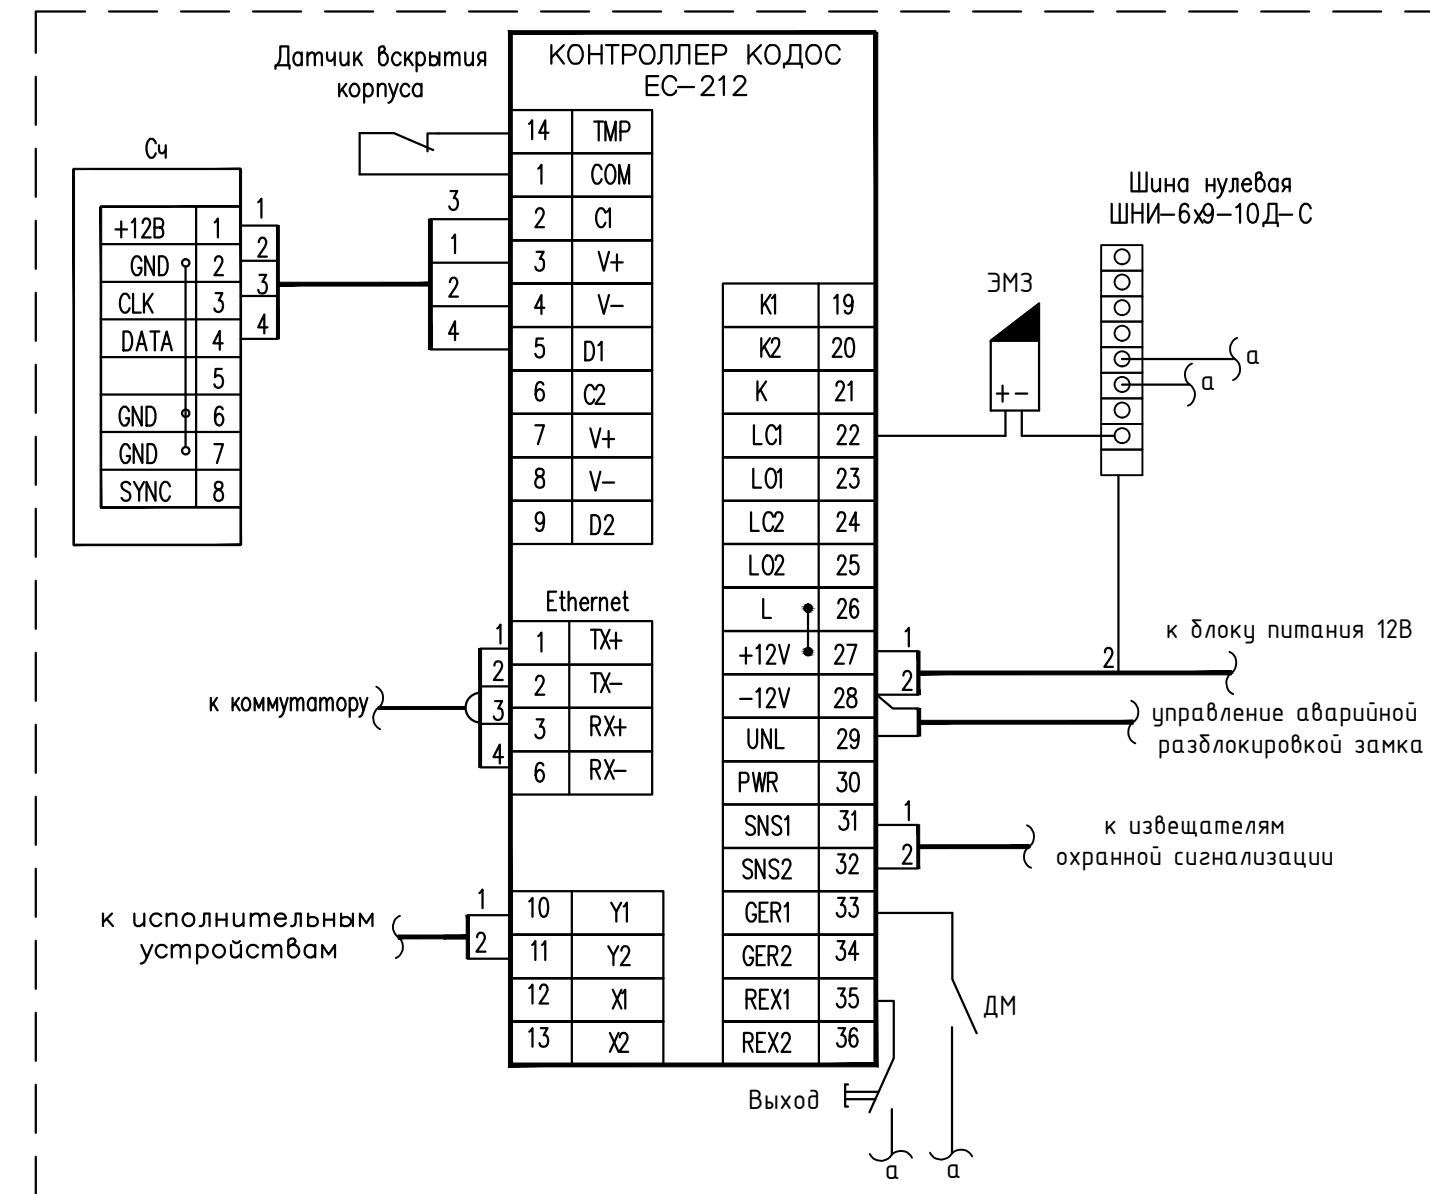 Датчик вскрытия
корпуса
КОНТРОЛЛЕР КОДОС
ЕС-212
14 TMP
1 COM
2 C1
3 V+
4 V-
5 D1
6 C2
7 V+
8 V-
9 D2
3
1
2
4
Сч
+12В 1
GND 2
CLK 3
DATA 4
5
GND 6
GND 7
SYNC 8
1
2
3
4
Ethernet
1 TX+
2 TX-
3 RX+
6 RX-
1
2
3
4
к коммутатору
к исполнительным
устройствам
1
2
10 Y1
11 Y2
12 X1
13 X2
K1 19
K2 20
K 21
LC1 22
LO1 23
LC2 24
LO2 25
L 26
+12V 27
-12V 28
UNL 29
PWR 30
SNS1 31
SNS2 32
GER1 33
GER2 34
REX1 35
REX2 36
ЭМЗ
+ -
Шина нулевая
ШНИ-6х9-10Д-С
а
а
1
2
2
к блоку питания 12В
управление аварийной
разблокировкой замка
1
2
к извещателям
охранной сигнализации
ДМ
Выход
а
а